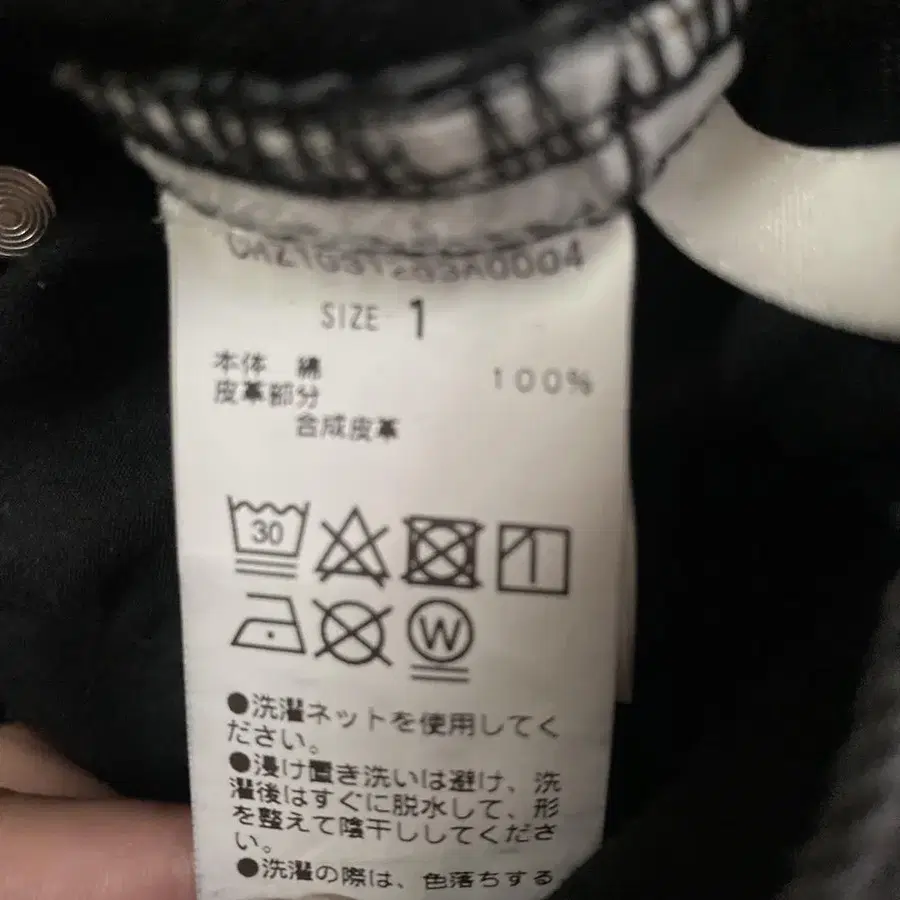 SIZE 1
本体 綿 100%
皮革部分
合成皮革
30
W
●洗濯ネットを使用してく
ださい。
●浸け置き洗いは避け、洗
濯後はすぐに脱水して、形
を整えて陰干ししてくださ
い。
●洗濯の際は、色落ちする